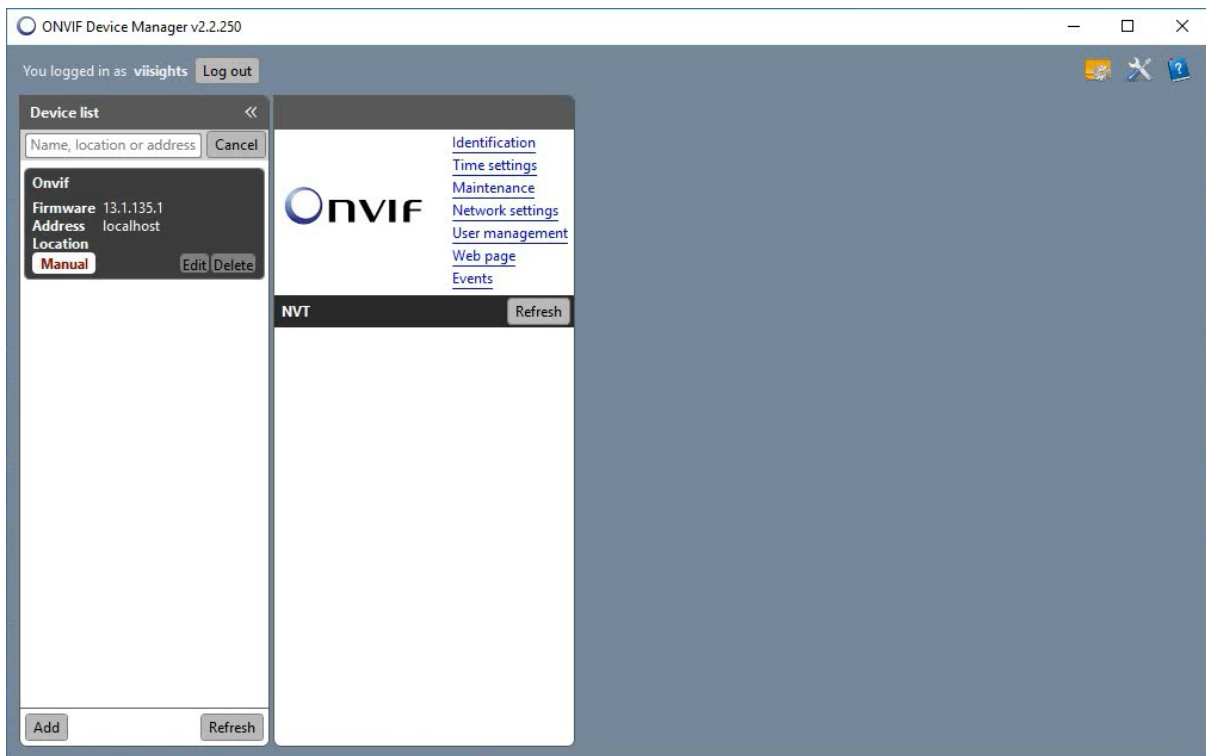 ONVIF Device Manager v2.2.250
You logged in as viisights Log out
Device list
Name, location or address Cancel
Onvif
Firmware 13.1.135.1
Address localhost
Location
Manual Edit Delete
Add Refresh
ONVIF
Identification
Time settings
Maintenance
Network settings
User management
Web page
Events
NVT Refresh